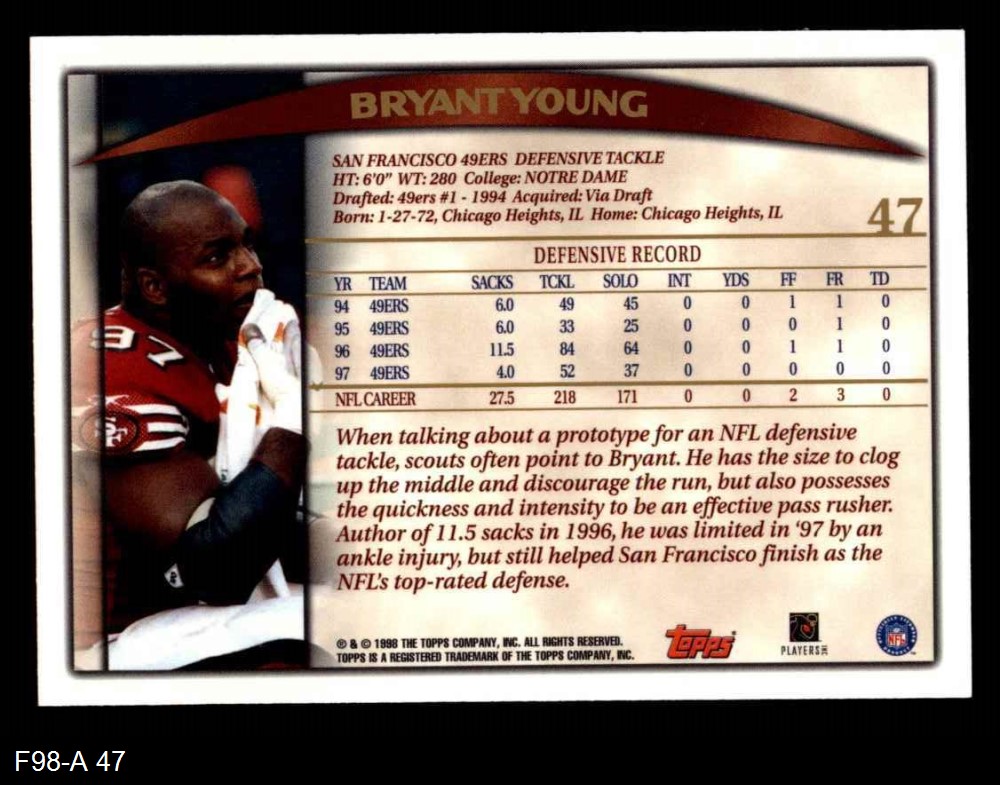 BRYANT YOUNG
SAN FRANCISCO 49ERS DEFENSIVE TACKLE
HT: 6'0" WT: 280 College: NOTRE DAME
Drafted: 49ers #1 - 1994 Acquired: Via Draft
Born: 1-27-72, Chicago Heights, IL Home: Chicago Heights, IL
47
DEFENSIVE RECORD
YR TEAM SACKS TCKL SOLO INT YDS FF FR TD
94 49ERS 6.0 49 45 0 0 1 1 0
95 49ERS 6.0 33 25 0 0 0 1 0
96 49ERS 11.5 84 64 0 0 1 1 0
97 49ERS 4.0 52 37 0 0 0 0 0
NFL CAREER 27.5 218 171 0 0 2 3 0
When talking about a prototype for an NFL defensive
tackle, scouts often point to Bryant. He has the size to clog
up the middle and discourage the run, but also possesses
the quickness and intensity to be an effective pass rusher.
Author of 11.5 sacks in 1996, he was limited in '97 by an
ankle injury, but still helped San Francisco finish as the
NFL's top-rated defense.
® & © 1998 THE TOPPS COMPANY, INC. ALL RIGHTS RESERVED.
TOPPS IS A REGISTERED TRADEMARK OF THE TOPPS COMPANY, INC.
Topps
PLAYERS
NFL
97
SF
F98-A 47